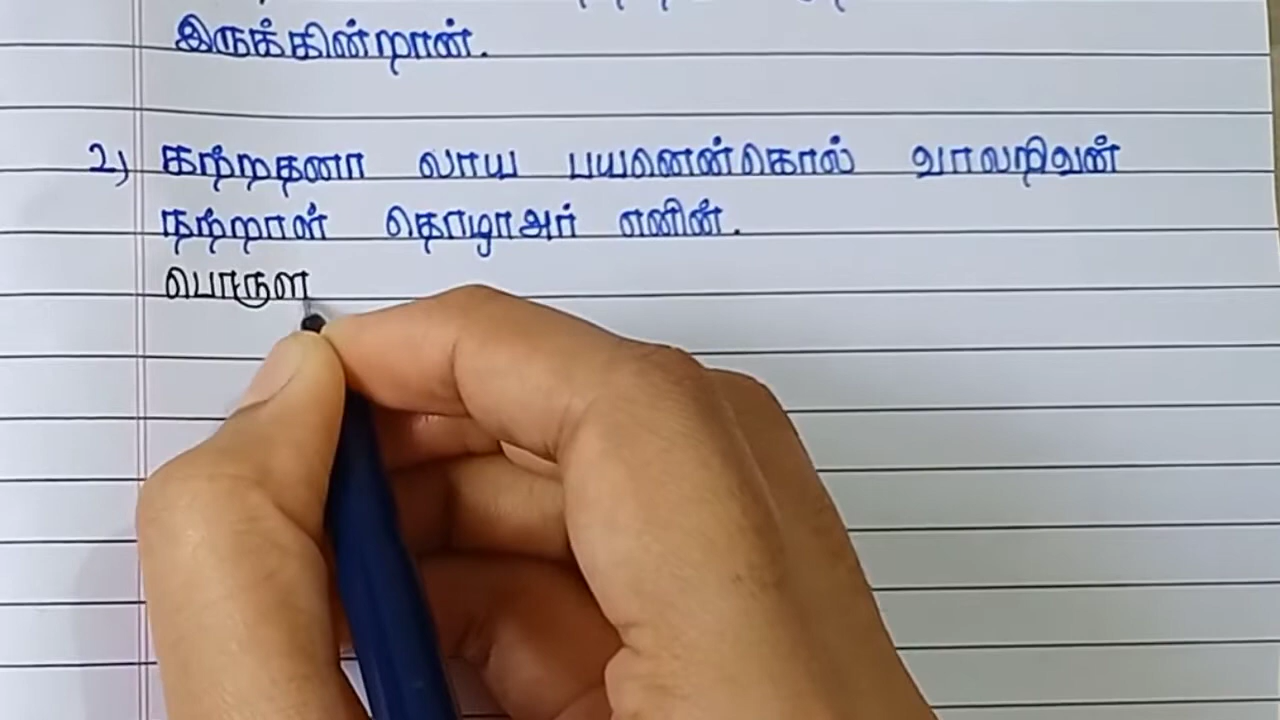 இருக்கின்றான்.
2) கற்றதனா லாய பயனென்கொல் வாலறிவன்
நற்றாள் தொழாஅர் எனின்.
பொருள